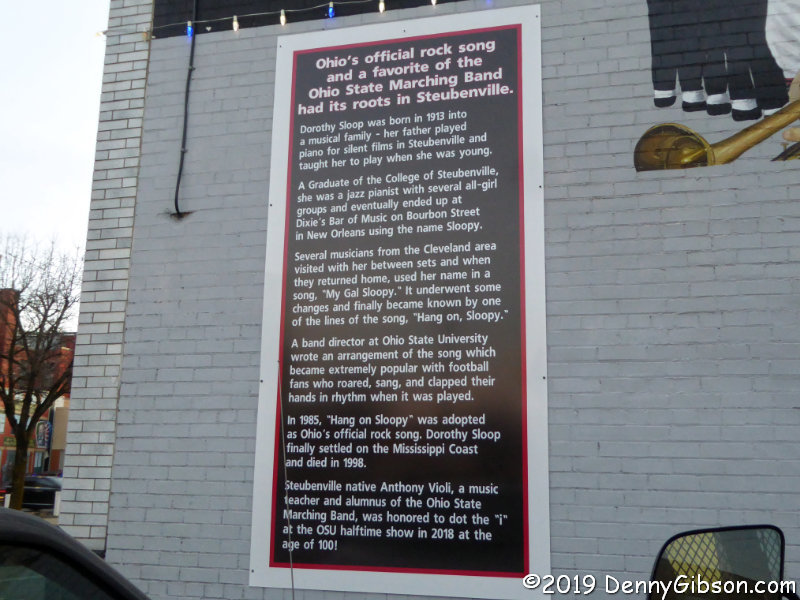 Ohio's official rock song
and a favorite of the
Ohio State Marching Band
had its roots in Steubenville.
Dorothy Sloop was born in 1913 into
a musical family - her father played
piano for silent films in Steubenville and
taught her to play when she was young.
A Graduate of the College of Steubenville,
she was a jazz pianist with several all-girl
groups and eventually ended up at
Dixie's Bar of Music on Bourbon Street
in New Orleans using the name Sloopy.
Several musicians from the Cleveland area
visited with her between sets and when
they returned home, used her name in a
song, "My Gal Sloopy." It underwent some
changes and finally became known by one
of the lines of the song, "Hang on, Sloopy."
A band director at Ohio State University
wrote an arrangement of the song which
became extremely popular with football
fans who roared, sang, and clapped their
hands in rhythm when it was played.
In 1985, "Hang on Sloopy" was adopted
as Ohio's official rock song. Dorothy Sloop
finally settled on the Mississippi Coast
and died in 1998.
Steubenville native Anthony Violi, a music
teacher and alumnus of the Ohio State
Marching Band, was honored to dot the "i"
at the OSU halftime show in 2018 at the
age of 100!
©2019 DennyGibson.com